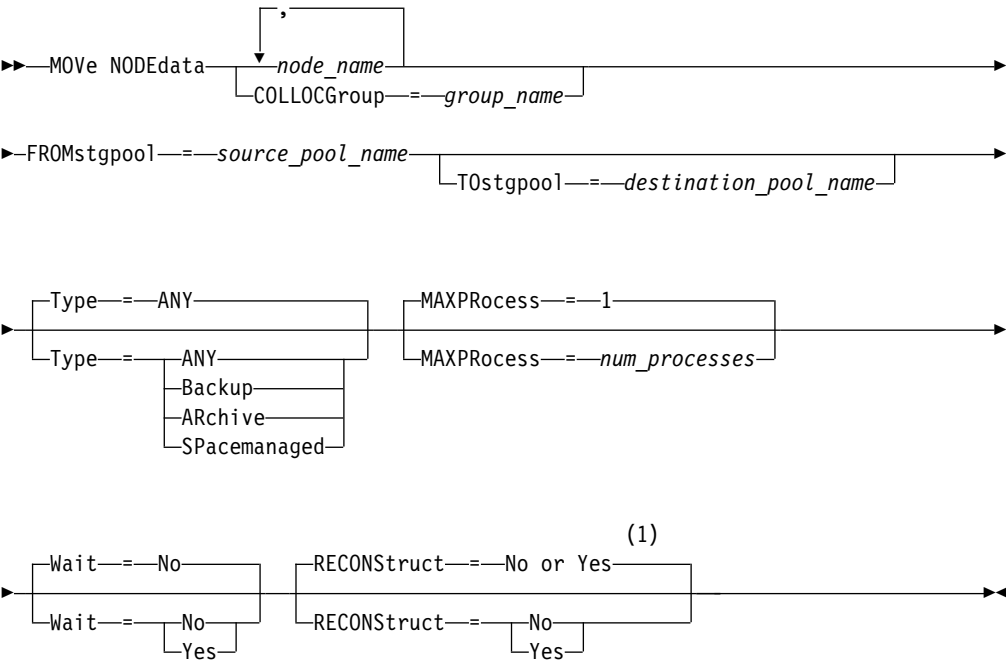 ,
MOVe NODEdata node_name
COLLOCGroup = group_name
FROMstgpool = source_pool_name
TOstgpool = destination_pool_name
Type = ANY MAXPRocess = 1
Type = ANY MAXPRocess = num_processes
Backup
ARchive
SPacemanaged
(1)
Wait = No RECONStruct = No or Yes
Wait = No RECONStruct = No
Yes Yes